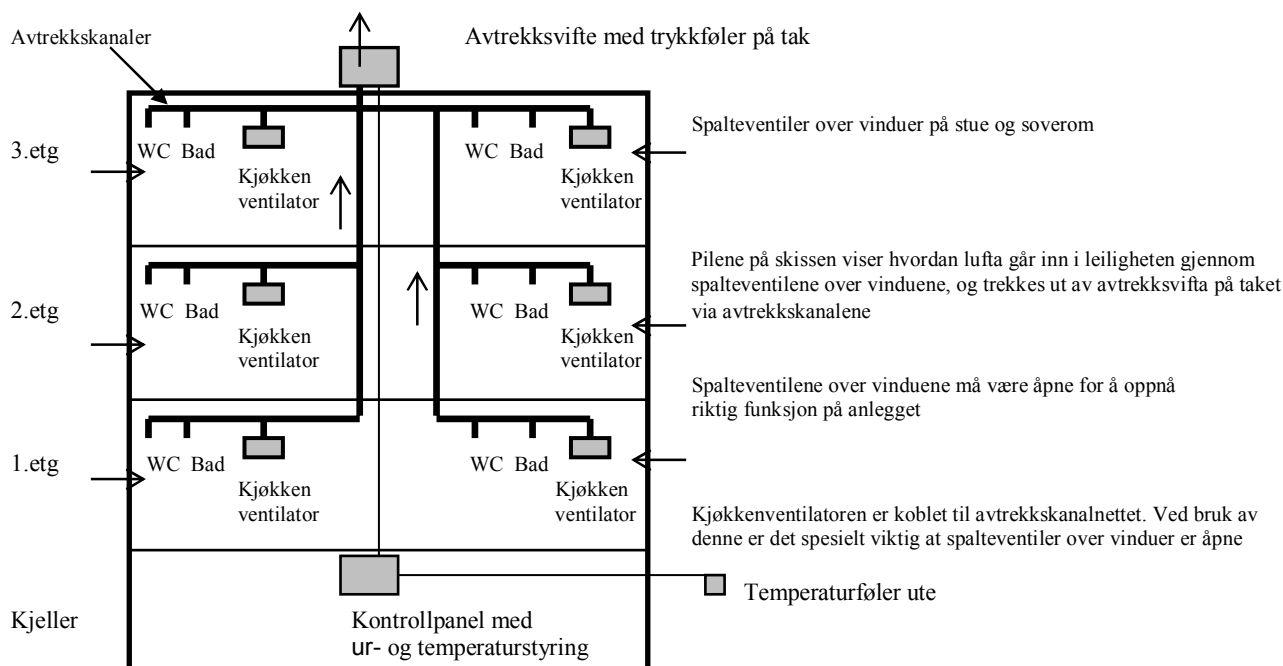 Avtrekkskanaler
Avtrekksvifte med trykkføler på tak
WC Bad
WC Bad
Spalteventiler over vinduer på stue og soverom
3.etg
Kjøkken
ventilator
Kjøkken
ventilator
Pilene på skissen viser hvordan lufta går inn i leiligheten gjennom
spalteventilene over vinduene, og trekkes ut av avtrekksvifta på taket
via avtrekkskanalene
2.etg
WC Bad
WC Bad
Kjøkken
ventilator
Kjøkken
ventilator
Spalteventilene over vinduene må være åpne for å oppnå
riktig funksjon på anlegget
1.etg
WC Bad
WC Bad
Kjøkken
ventilator
Kjøkken
ventilator
Kjøkkenventilatoren er koblet til avtrekkskanalnettet. Ved bruk av
denne er det spesielt viktig at spalteventiler over vinduer er åpne
Temperaturføler ute
Kjeller
Kontrollpanel med
ur- og temperaturstyring